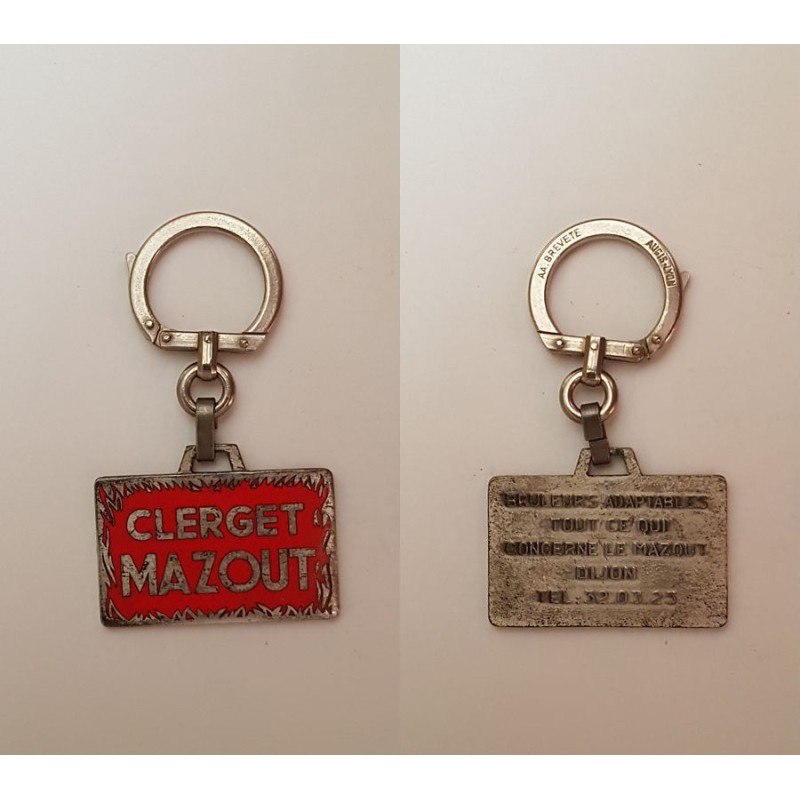 CLERGET
MAZOUT
AA.BREVETE
AUGIS-LYON
BRULEURS ADAPTABLES
TOUT CE QUI
CONCERNE LE MAZOUT
DIJON
TEL. 32.03.23